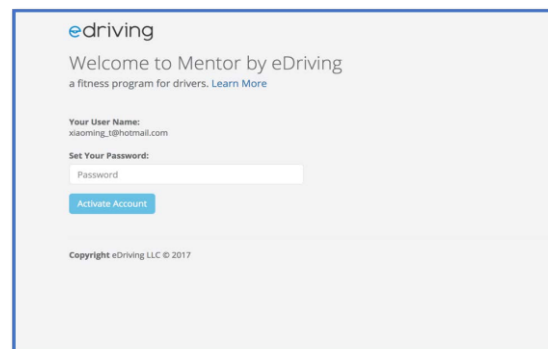 edriving
Welcome to Mentor by eDriving
a fitness program for drivers. Learn More
Your User Name:
xiaoming_t@hotmail.com
Set Your Password:
Password
Activate Account
Copyright eDriving LLC © 2017